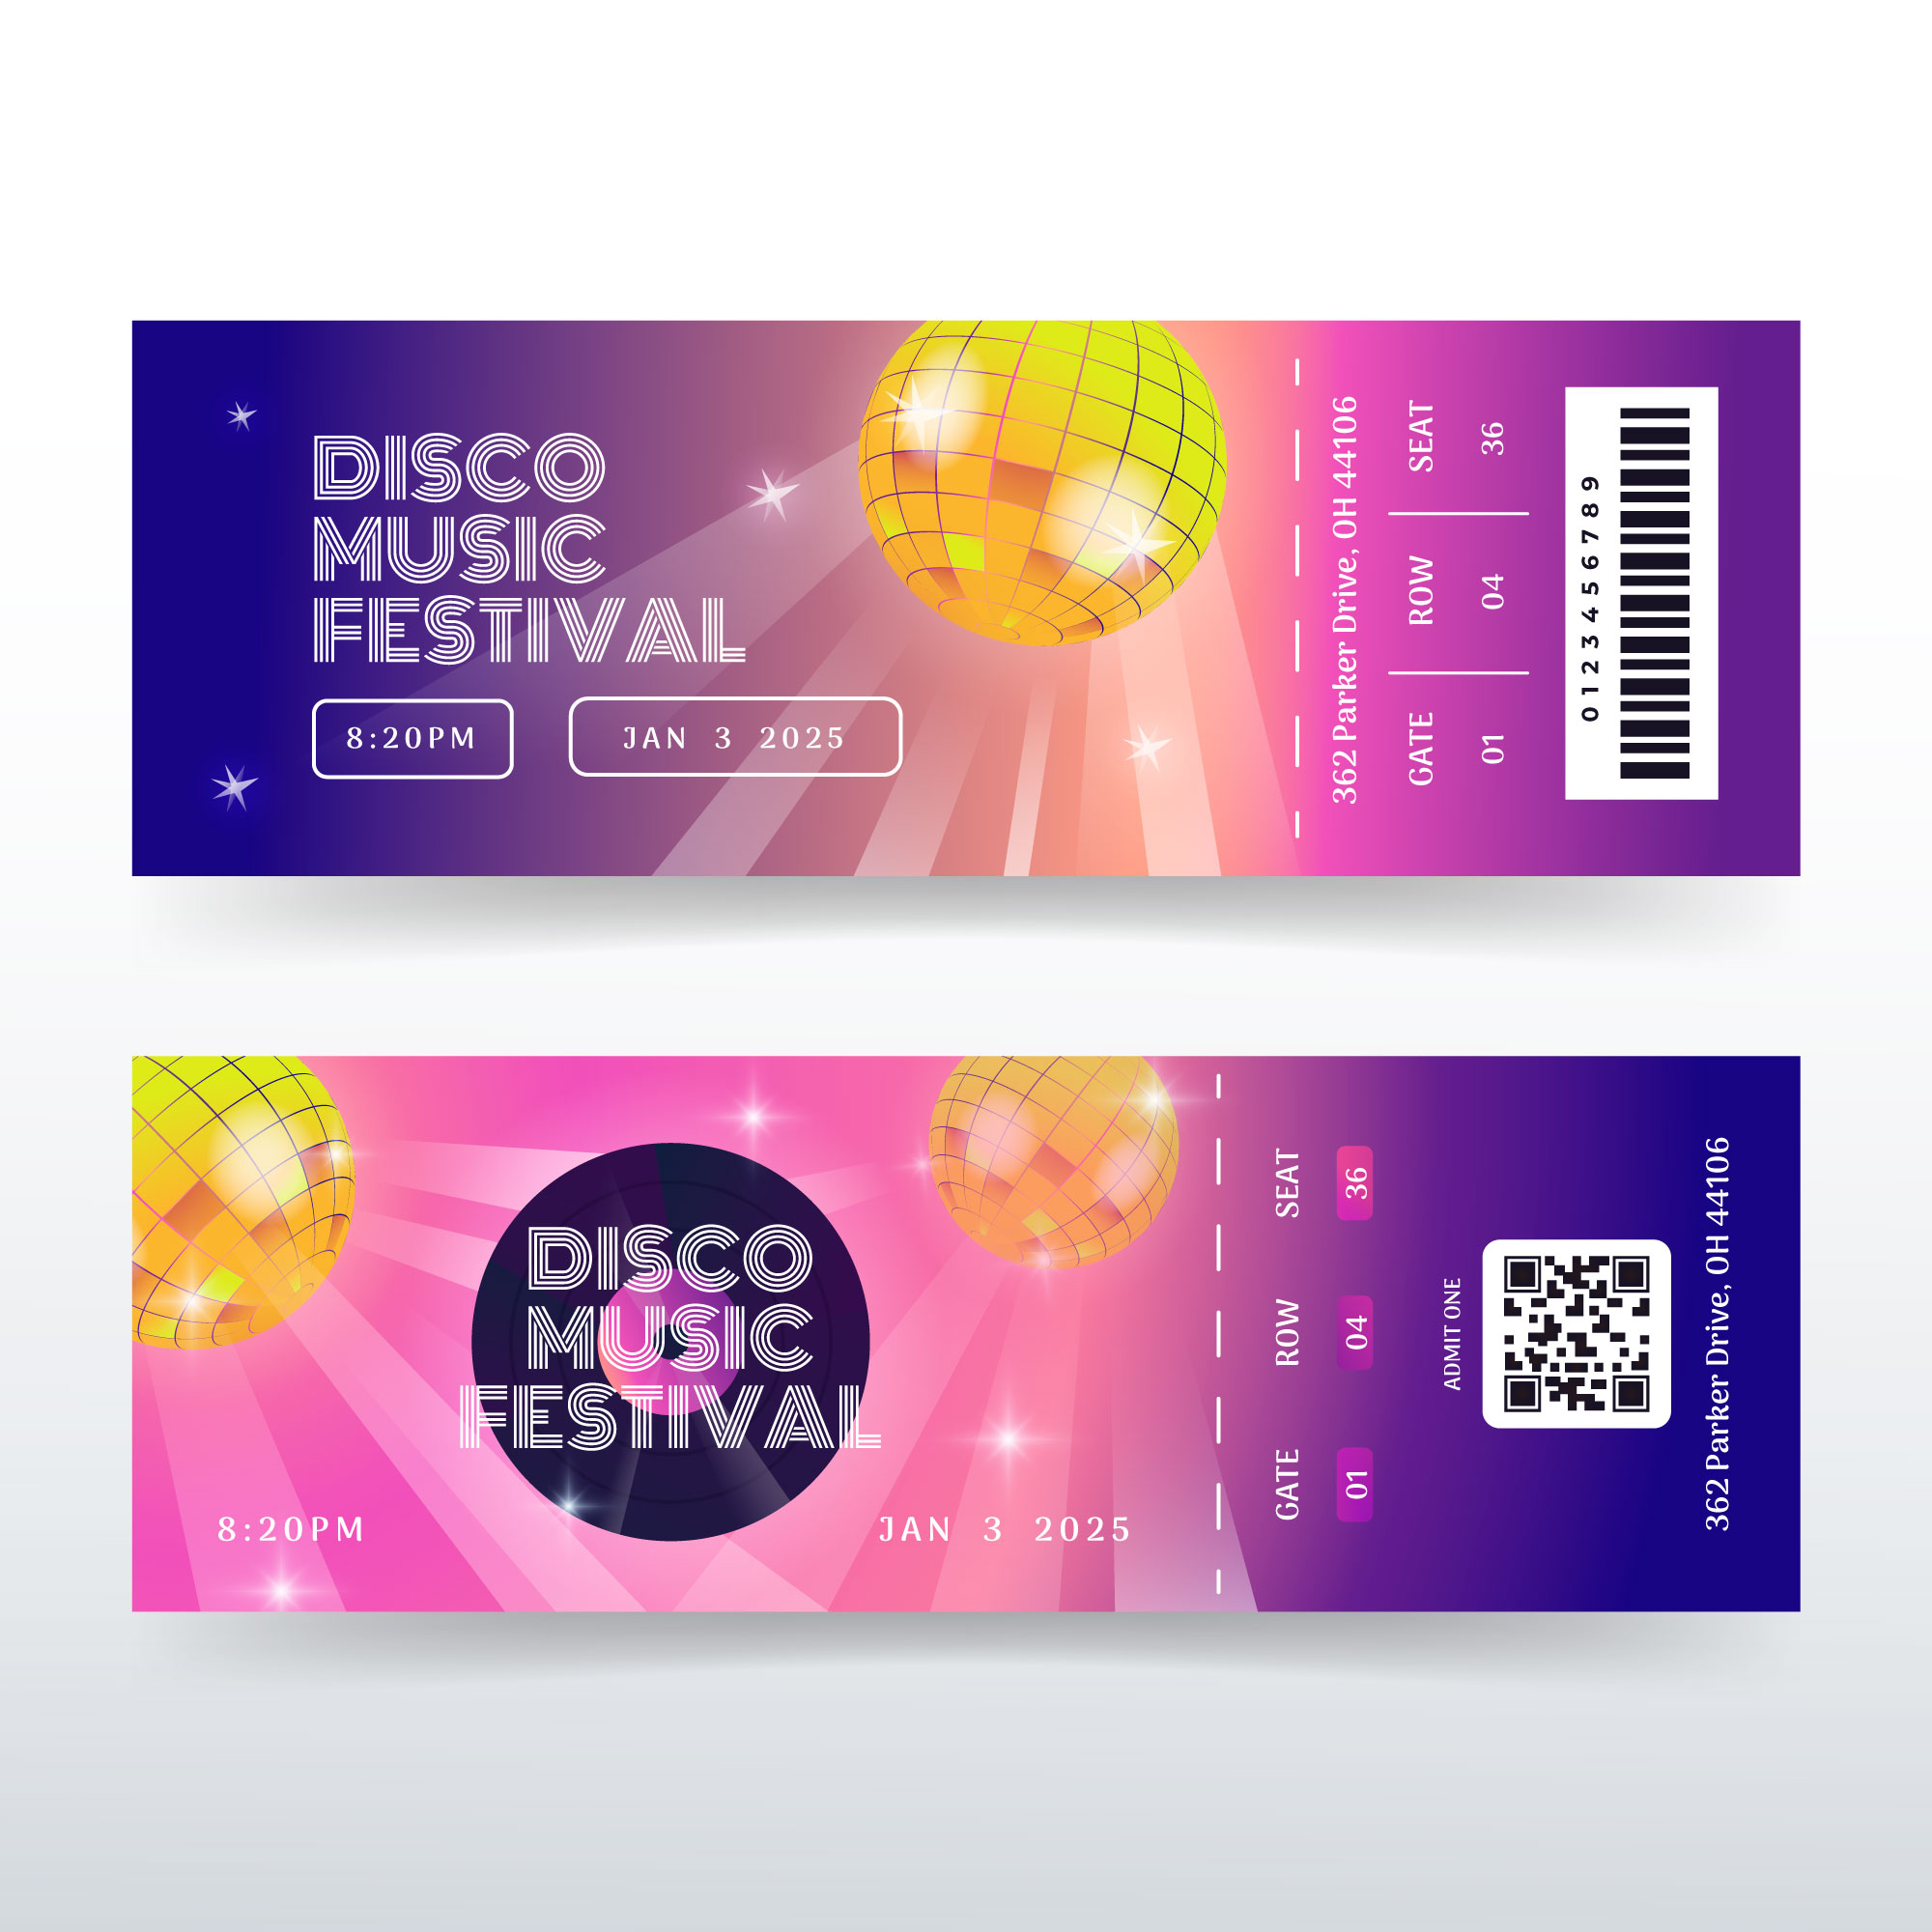 DISCO
MUSIC
FESTIVAL
8:20PM
JAN 3 2025
362 Parker Drive, OH 44106
GATE
ROW
SEAT
01
04
36
0123456789
DISCO
MUSIC
FESTIVAL
8:20PM
JAN 3 2025
GATE
ROW
SEAT
01
04
36
ADMIT ONE
362 Parker Drive, OH 44106